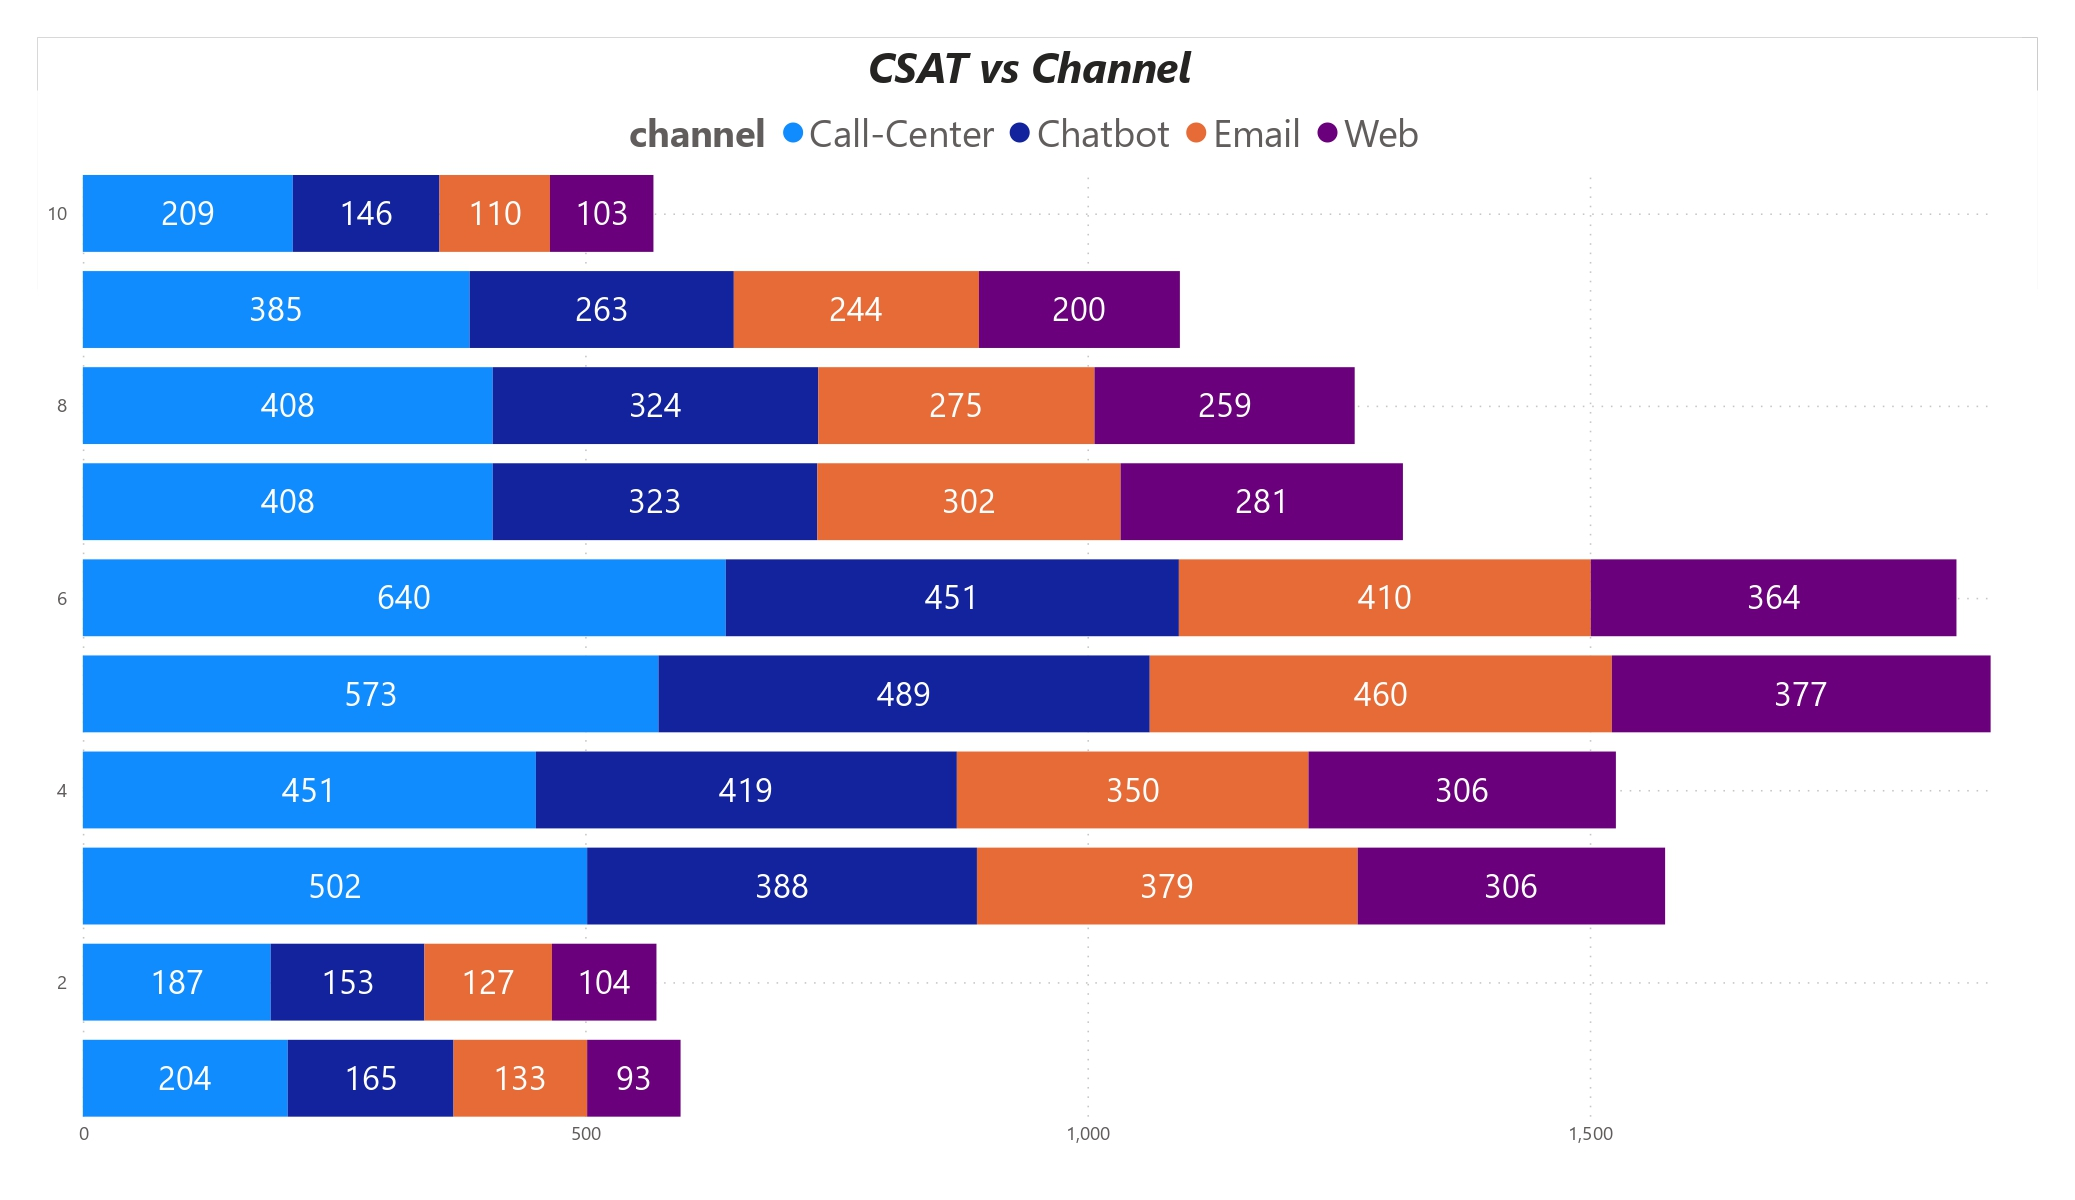 CSAT vs Channel
channel Call-Center Chatbot Email Web
10 209 146 110 103
385 263 244 200
8 408 324 275 259
408 323 302 281
6 640 451 410 364
573 489 460 377
4 451 419 350 306
502 388 379 306
2 187 153 127 104
204 165 133 93
0 500 1,000 1,500